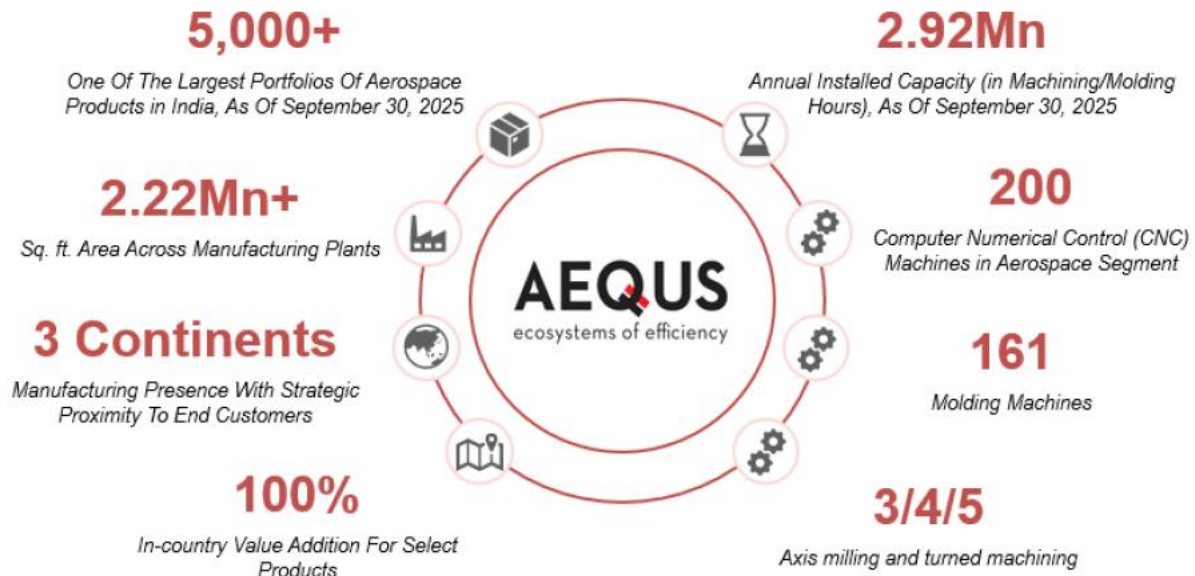 5,000+
One Of The Largest Portfolios Of Aerospace
Products in India, As Of September 30, 2025
2.22Mn+
Sq. ft. Area Across Manufacturing Plants
3 Continents
Manufacturing Presence With Strategic
Proximity To End Customers
100%
In-country Value Addition For Select
Products
AEQUS
ecosystems of efficiency
2.92Mn
Annual Installed Capacity (in Machining/Molding
Hours), As Of September 30, 2025
200
Computer Numerical Control (CNC)
Machines in Aerospace Segment
161
Molding Machines
3/4/5
Axis milling and turned machining